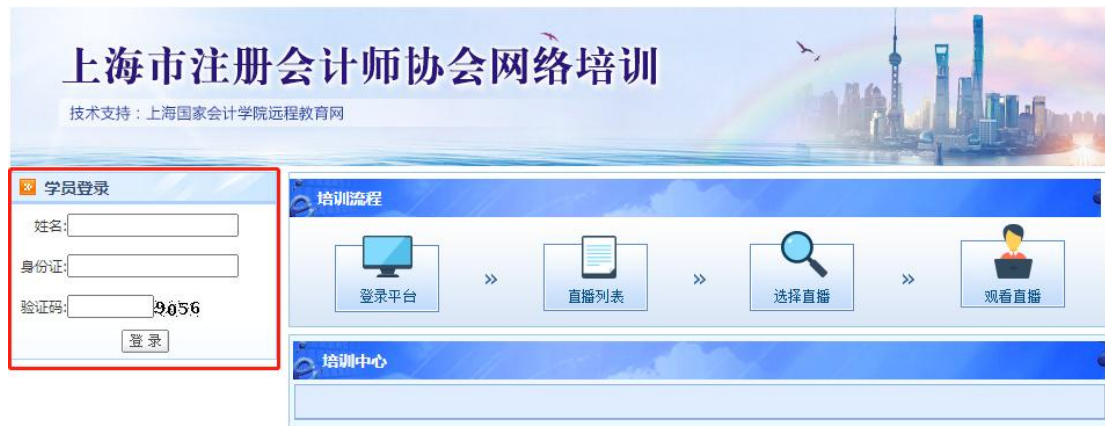 上海市注册会计师协会网络培训
技术支持：上海国家会计学院远程教育网
学员登录
姓名:
身份证:
验证码:
9056
登 录
培训流程
登录平台
»
直播列表
»
选择直播
»
观看直播
培训中心